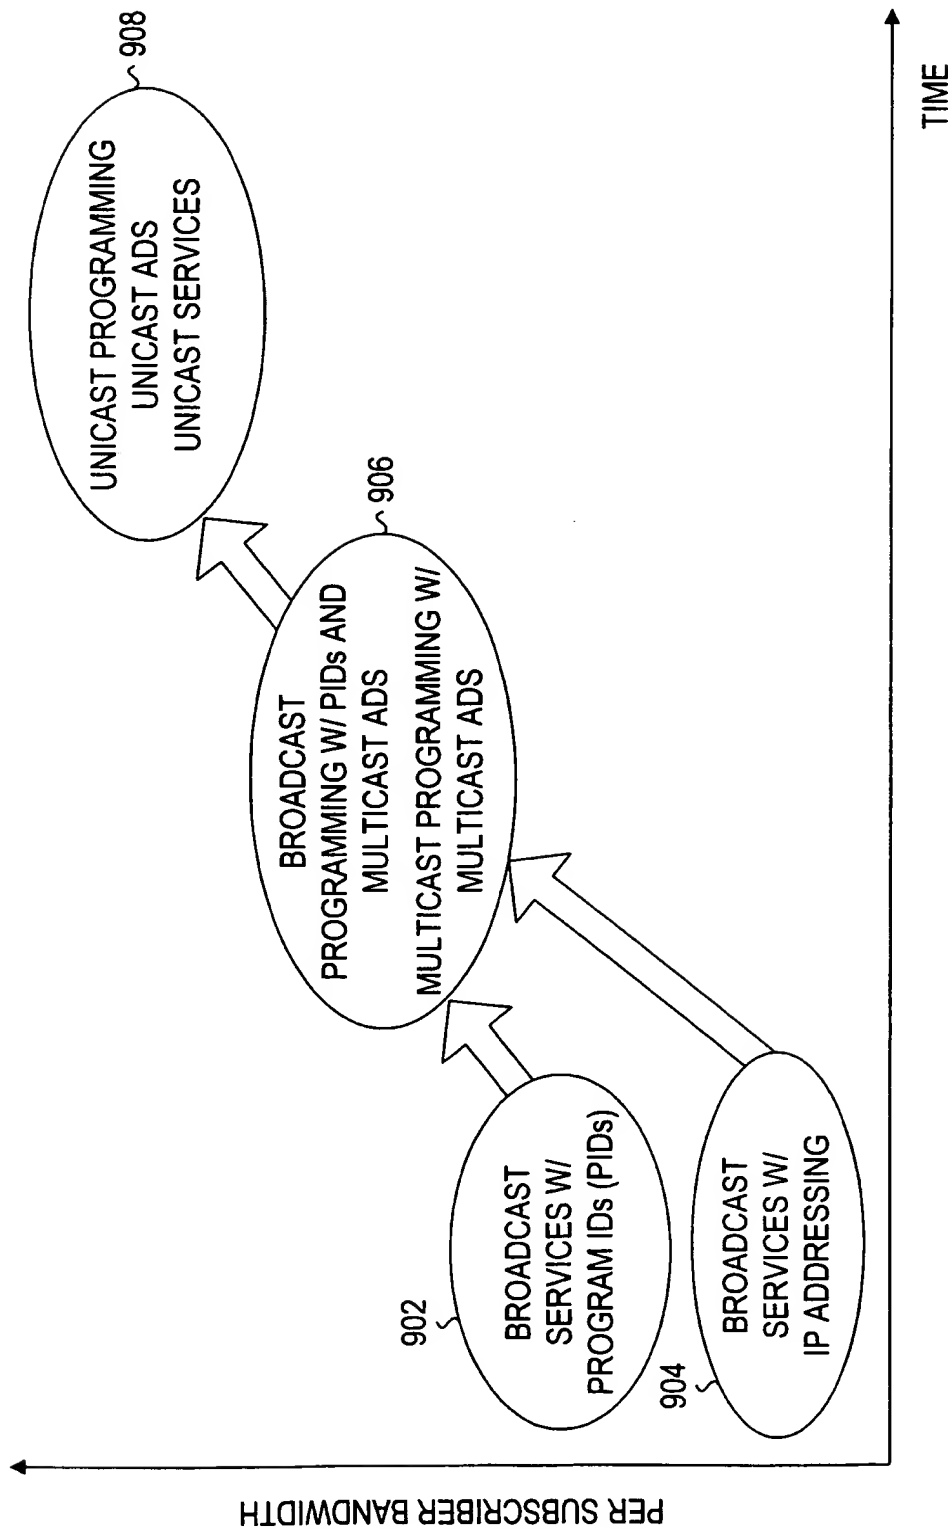 908
UNICAST PROGRAMMING
UNICAST ADS
UNICAST SERVICES
906
BROADCAST
PROGRAMMING W/ PIDs AND
MULTICAST ADS
MULTICAST PROGRAMMING W/
MULTICAST ADS
902
BROADCAST
SERVICES W/
PROGRAM IDs (PIDs)
904
BROADCAST
SERVICES W/
IP ADDRESSING
PER SUBSCRIBER BANDWIDTH
TIME